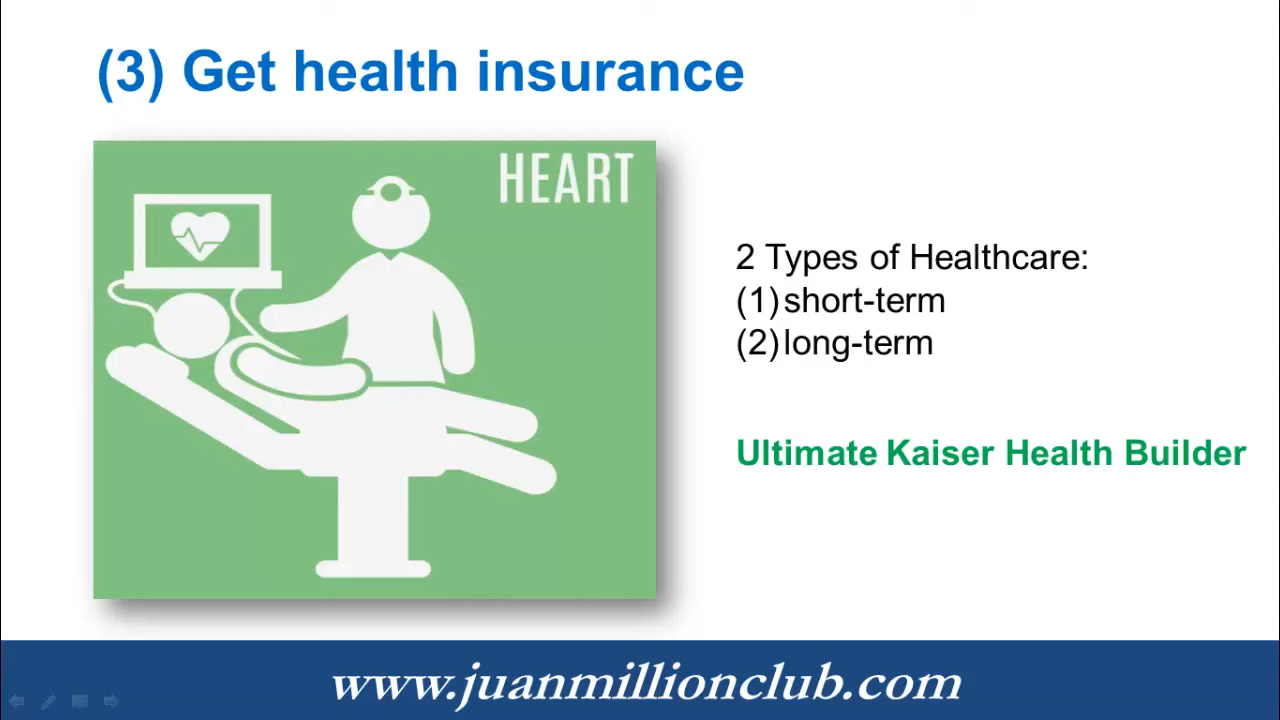 (3) Get health insurance
HEART
2 Types of Healthcare:
(1) short-term
(2) long-term
Ultimate Kaiser Health Builder
www.juanmillionclub.com